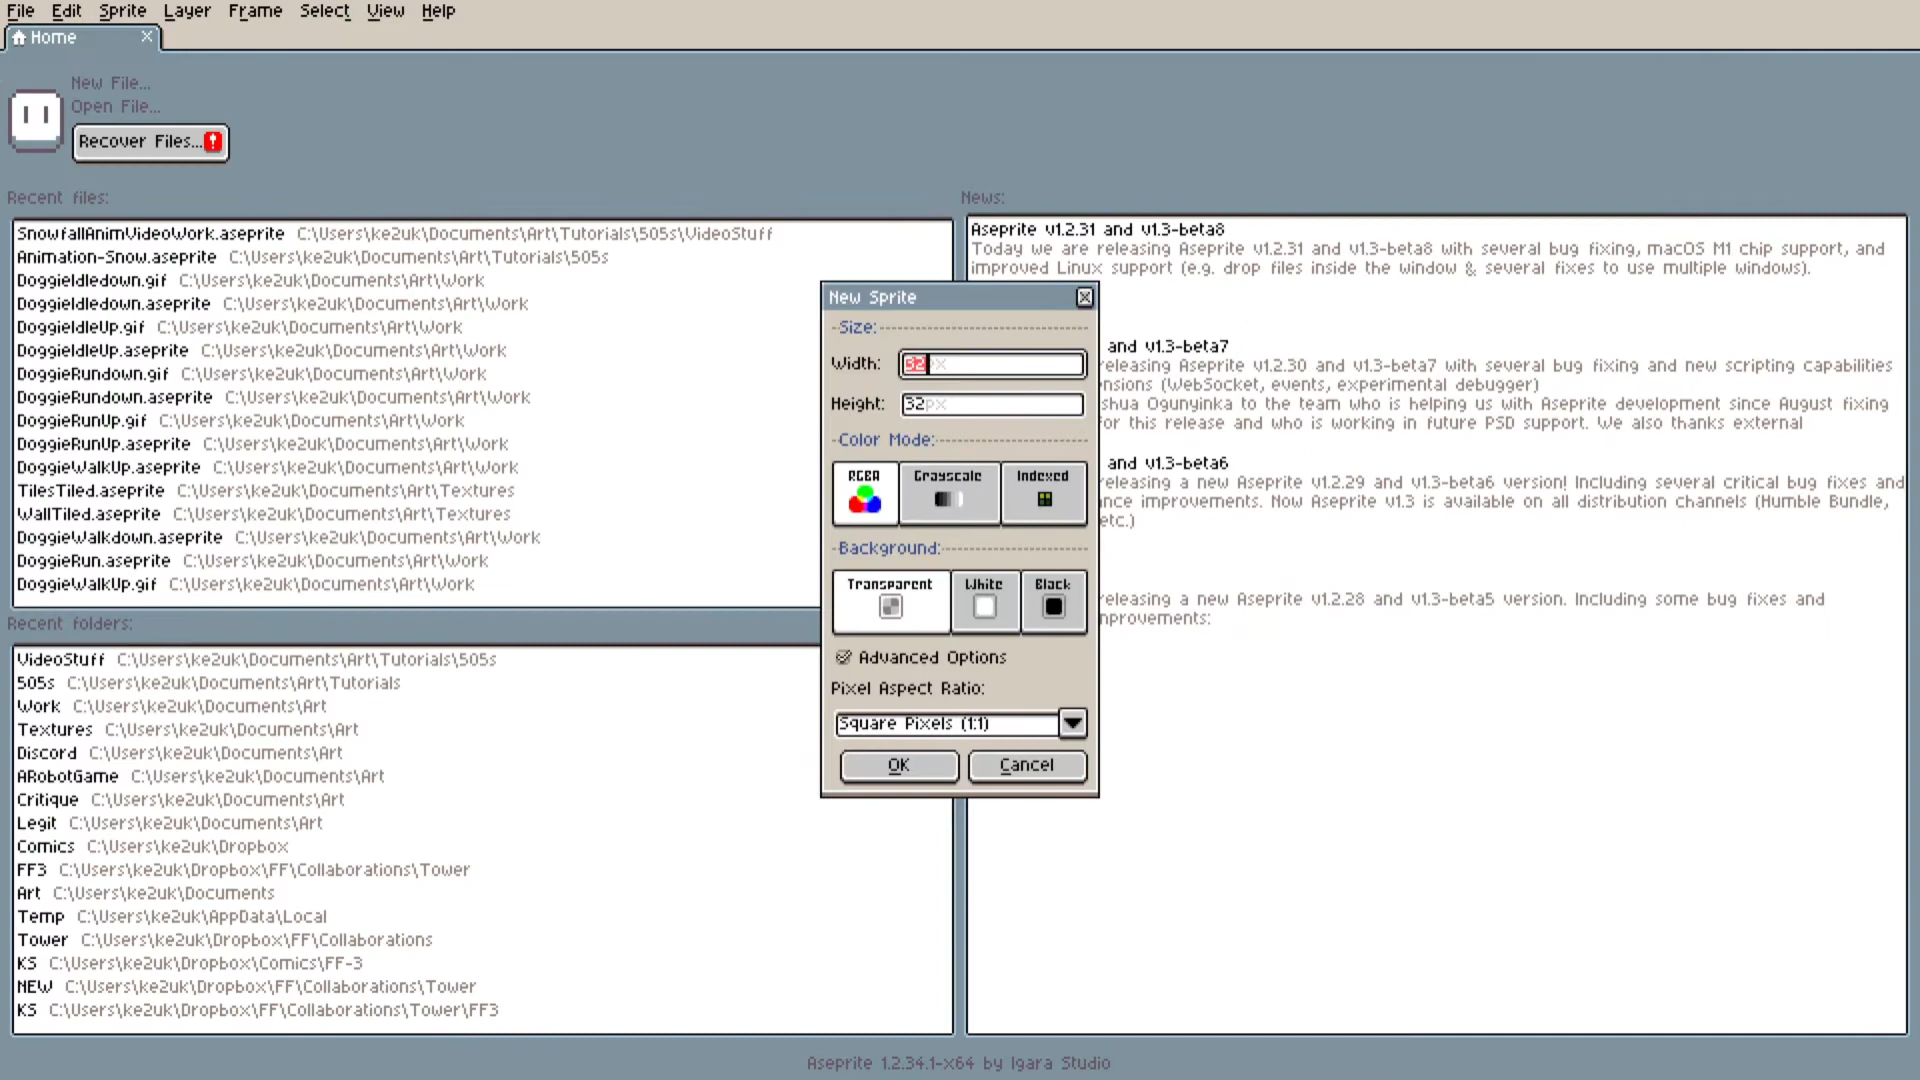 File Edit Sprite Layer Frame Select View Help
Home
New File...
Open File...
Recover Files...
Recent files:
SnowfallAnimVideoWork.aseprite C:\Users\ke2uk\Documents\Art\Tutorials\505s\VideoStuff
Animation-Snow.aseprite C:\Users\ke2uk\Documents\Art\Tutorials\505s
DoggieIdledown.gif C:\Users\ke2uk\Documents\Art\Work
DoggieIdledown.aseprite C:\Users\ke2uk\Documents\Art\Work
DoggieIdleUp.gif C:\Users\ke2uk\Documents\Art\Work
DoggieIdleUp.aseprite C:\Users\ke2uk\Documents\Art\Work
DoggieRundown.gif C:\Users\ke2uk\Documents\Art\Work
DoggieRundown.aseprite C:\Users\ke2uk\Documents\Art\Work
DoggieRunUp.gif C:\Users\ke2uk\Documents\Art\Work
DoggieRunUp.aseprite C:\Users\ke2uk\Documents\Art\Work
DoggieWalkUp.aseprite C:\Users\ke2uk\Documents\Art\Work
TilesTiled.aseprite C:\Users\ke2uk\Documents\Art\Textures
WallTiled.aseprite C:\Users\ke2uk\Documents\Art\Textures
DoggieWalkdown.aseprite C:\Users\ke2uk\Documents\Art\Work
DoggieRun.aseprite C:\Users\ke2uk\Documents\Art\Work
DoggieWalkUp.gif C:\Users\ke2uk\Documents\Art\Work
Recent folders:
VideoStuff C:\Users\ke2uk\Documents\Art\Tutorials\505s
505s C:\Users\ke2uk\Documents\Art\Tutorials
Work C:\Users\ke2uk\Documents\Art
Textures C:\Users\ke2uk\Documents\Art
Discord C:\Users\ke2uk\Documents\Art
ARobotGame C:\Users\ke2uk\Documents\Art
Critique C:\Users\ke2uk\Documents\Art
Legit C:\Users\ke2uk\Documents\Art
Comics C:\Users\ke2uk\Dropbox
FF3 C:\Users\ke2uk\Dropbox\FF\Collaborations\Tower
Art C:\Users\ke2uk\Documents
Temp C:\Users\ke2uk\AppData\Local
Tower C:\Users\ke2uk\Dropbox\FF\Collaborations
KS C:\Users\ke2uk\Dropbox\Comics\FF-3
NEW C:\Users\ke2uk\Dropbox\FF\Collaborations\Tower
KS C:\Users\ke2uk\Dropbox\FF\Collaborations\Tower\FF3
New Sprite
Size:
Width: 32px
Height: 32px
Color Mode:
RGBA Grayscale Indexed
Background:
Transparent White Black
Advanced Options
Pixel Aspect Ratio:
Square Pixels (1:1)
OK Cancel
News:
Aseprite v1.2.31 and v1.3-beta8
Today we are releasing Aseprite v1.2.31 and v1.3-beta8 with several bug fixing, macOS M1 chip support, and
improved Linux support (e.g. drop files inside the window & several fixes to use multiple windows).
and v1.3-beta7
releasing Aseprite v1.2.30 and v1.3-beta7 with several bug fixing and new scripting capabilities
nsions (WebSocket, events, experimental debugger)
shua Ogunyinka to the team who is helping us with Aseprite development since August fixing
or this release and who is working in future PSD support. We also thanks external
and v1.3-beta6
releasing a new Aseprite v1.2.29 and v1.3-beta6 version! Including several critical bug fixes and
nce improvements. Now Aseprite v1.3 is available on all distribution channels (Humble Bundle,
etc.)
releasing a new Aseprite v1.2.28 and v1.3-beta5 version. Including some bug fixes and
mprovements:
Aseprite 1.2.34.1-x64 by Igara Studio